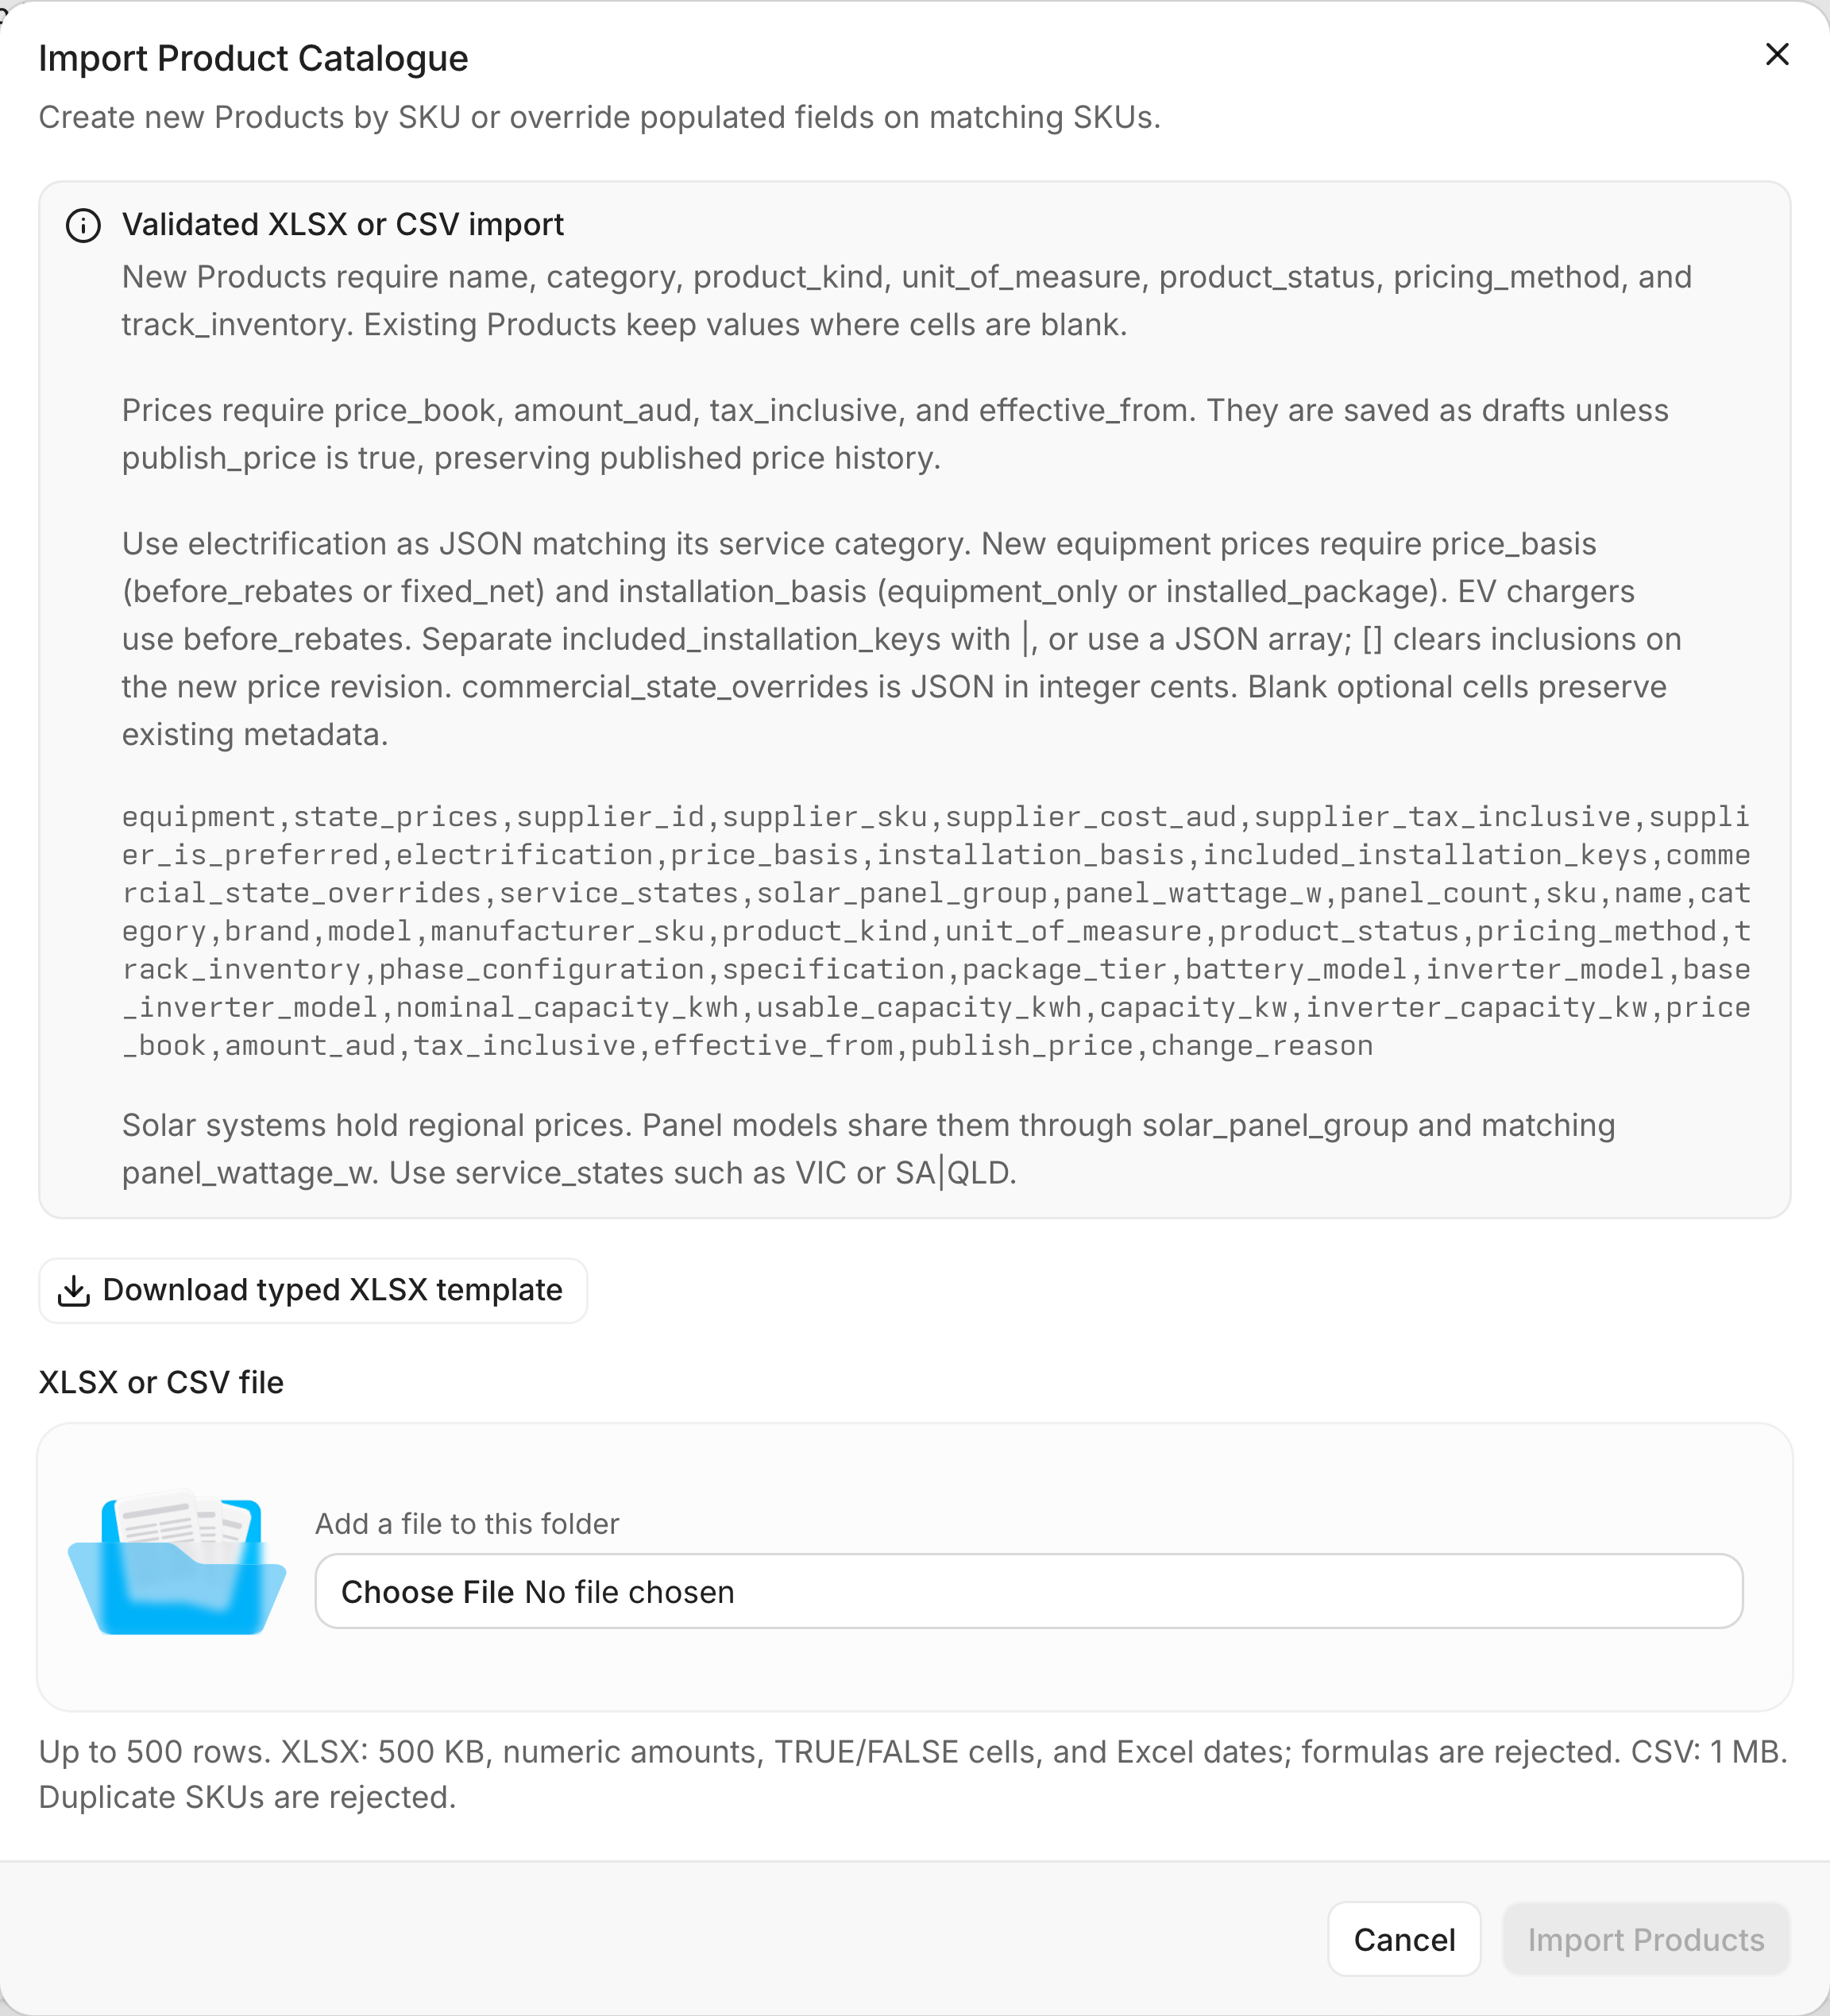 Import Product Catalogue
Create new Products by SKU or override populated fields on matching SKUs.
Validated XLSX or CSV import
New Products require name, category, product_kind, unit_of_measure, product_status, pricing_method, and
track_inventory. Existing Products keep values where cells are blank.
Prices require price_book, amount_aud, tax_inclusive, and effective_from. They are saved as drafts unless
publish_price is true, preserving published price history.
Use electrification as JSON matching its service category. New equipment prices require price_basis
(before_rebates or fixed_net) and installation_basis (equipment_only or installed_package). EV chargers
use before_rebates. Separate included_installation_keys with |, or use a JSON array; [] clears inclusions on
the new price revision. commercial_state_overrides is JSON in integer cents. Blank optional cells preserve
existing metadata.
equipment,state_prices,supplier_id,supplier_sku,supplier_cost_aud,supplier_tax_inclusive,suppli
er_is_preferred,electrification,price_basis,installation_basis,included_installation_keys,comme
rcial_state_overrides,service_states,solar_panel_group,panel_wattage_w,panel_count,sku,name,cat
egory,brand,model,manufacturer_sku,product_kind,unit_of_measure,product_status,pricing_method,t
rack_inventory,phase_configuration,specification,package_tier,battery_model,inverter_model,base
_inverter_model,nominal_capacity_kwh,usable_capacity_kwh,capacity_kw,inverter_capacity_kw,price
_book,amount_aud,tax_inclusive,effective_from,publish_price,change_reason
Solar systems hold regional prices. Panel models share them through solar_panel_group and matching
panel_wattage_w. Use service_states such as VIC or SA|QLD.
Download typed XLSX template
XLSX or CSV file
Add a file to this folder
Choose File No file chosen
Up to 500 rows. XLSX: 500 KB, numeric amounts, TRUE/FALSE cells, and Excel dates; formulas are rejected. CSV: 1 MB.
Duplicate SKUs are rejected.
Cancel
Import Products